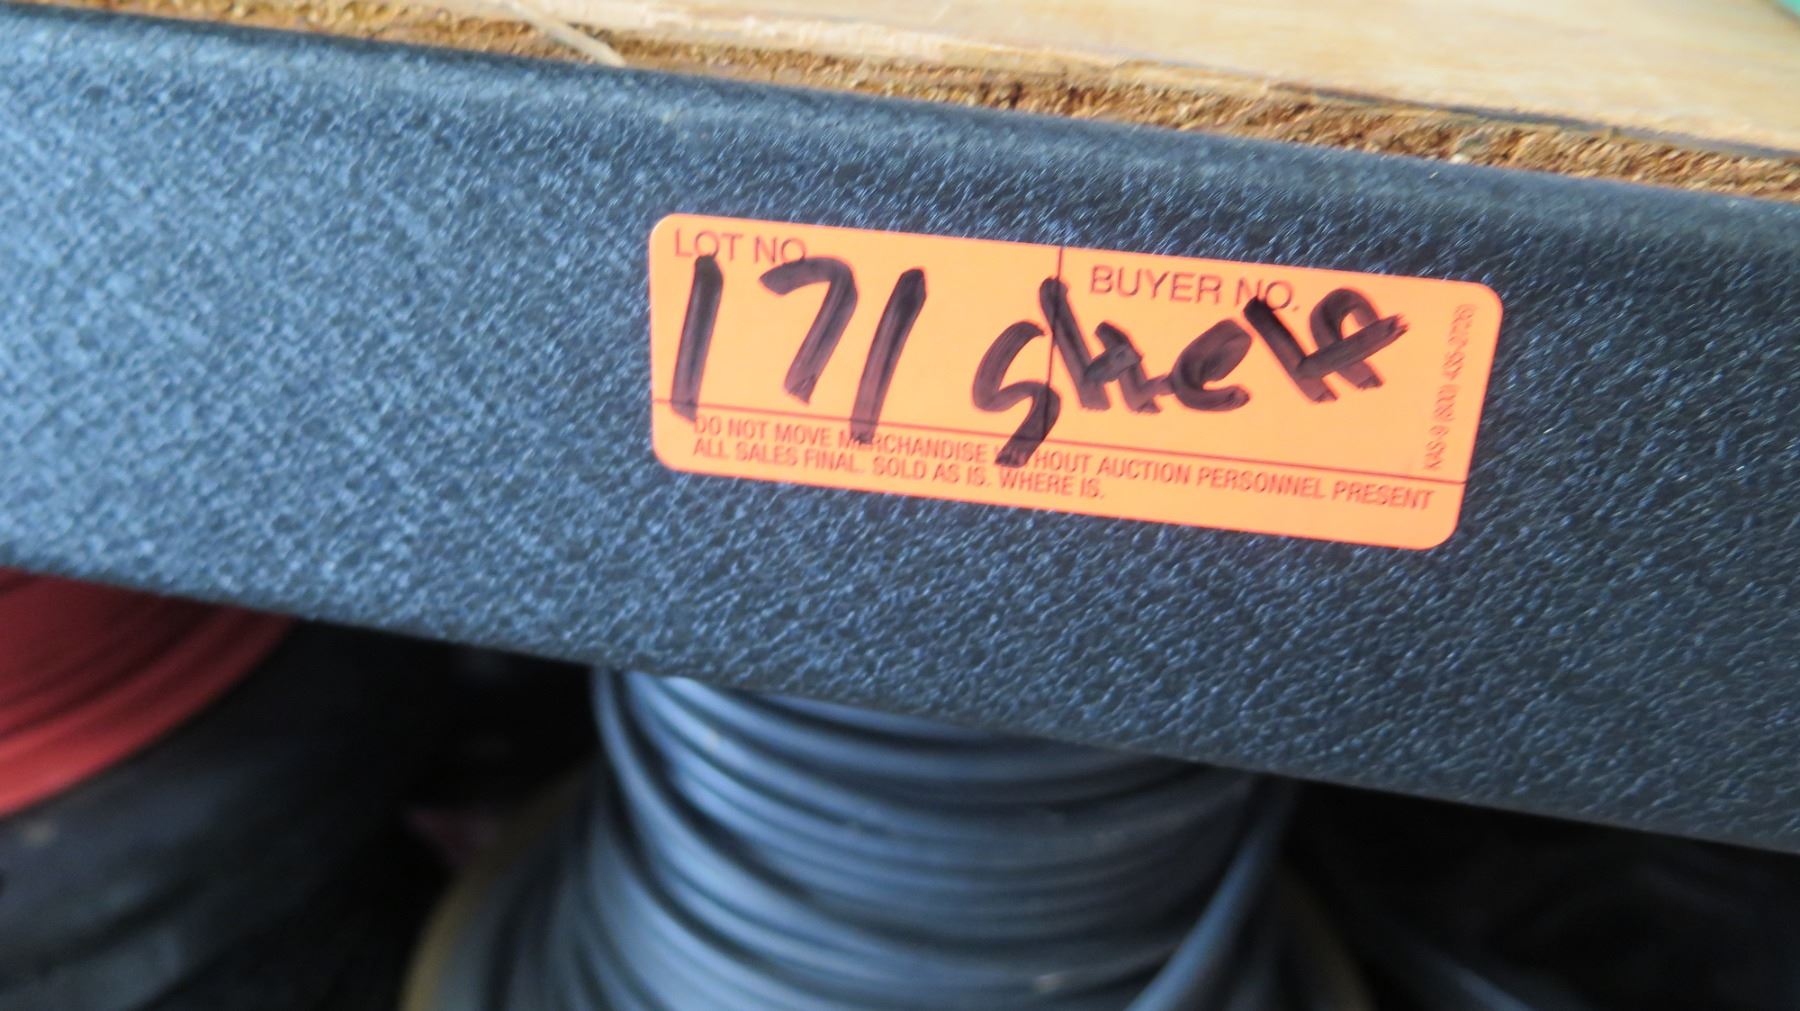 LOT NO.
BUYER NO.
171 Shelf
DO NOT MOVE MERCHANDISE WITHOUT AUCTION PERSONNEL PRESENT
ALL SALES FINAL. SOLD AS IS. WHERE IS.